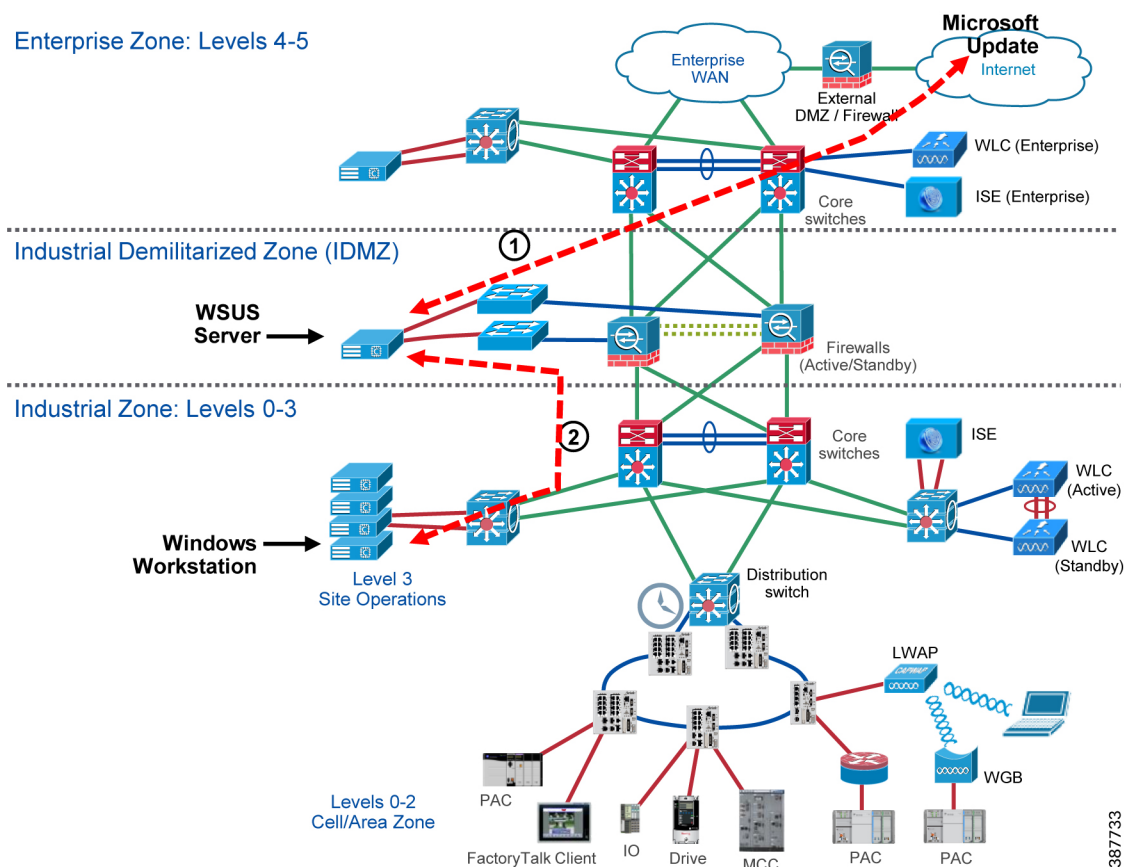 Microsoft
Update
Enterprise Zone: Levels 4-5
Enterprise
WAN
Internet
External
DMZ / Firewall
WLC (Enterprise)
ISE (Enterprise)
Core
switches
1
Industrial Demilitarized Zone (IDMZ)
WSUS
Server
Firewalls
(Active/Standby)
Industrial Zone: Levels 0-3
2
Core
switches
ISE
WLC
(Active)
WLC
(Standby)
Windows
Workstation
Level 3
Site Operations
Distribution
switch
LWAP
CAPWAP
WGB
PAC
Levels 0-2
Cell/Area Zone
FactoryTalk Client
IO
Drive
MCC
PAC
PAC
387733